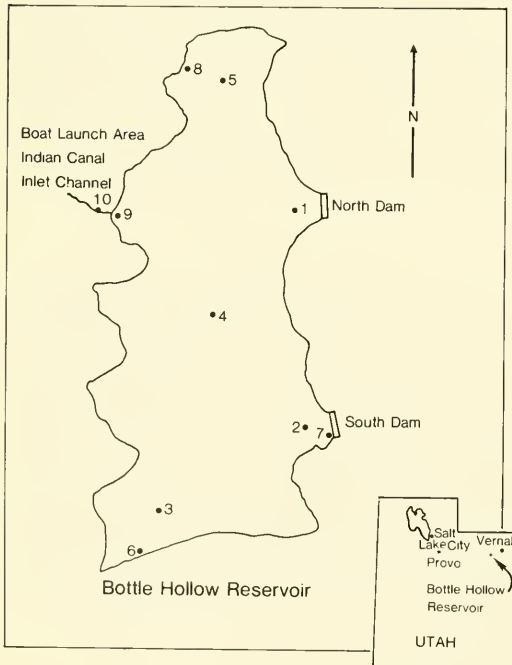 8
5
N
Boat Launch Area
Indian Canal
Inlet Channel
10
9
1
North Dam
4
2
7
South Dam
3
6
Bottle Hollow Reservoir
Salt
Lake City
Vernal
Provo
Bottle Hollow
Reservoir
UTAH